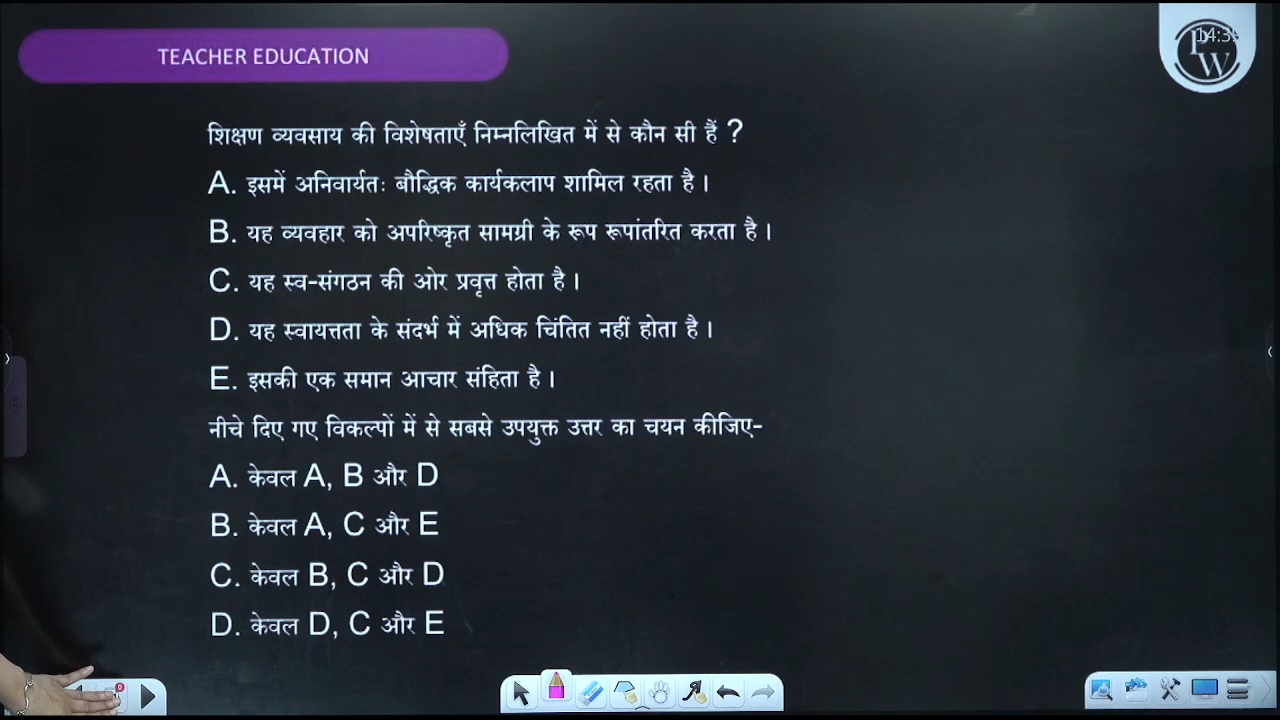 TEACHER EDUCATION
14:3
PW
शिक्षण व्यवसाय की विशेषताएँ निम्नलिखित में से कौन सी हैं ?
A. इसमें अनिवार्यतः बौद्धिक कार्यकलाप शामिल रहता है।
B. यह व्यवहार को अपरिष्कृत सामग्री के रूप रूपांतरित करता है।
C. यह स्व-संगठन की ओर प्रवृत्त होता है।
D. यह स्वायत्तता के संदर्भ में अधिक चिंतित नहीं होता है।
E. इसकी एक समान आचार संहिता है।
नीचे दिए गए विकल्पों में से सबसे उपयुक्त उत्तर का चयन कीजिए-
A. केवल A, B और D
B. केवल A, C और E
C. केवल B, C और D
D. केवल D, C और E